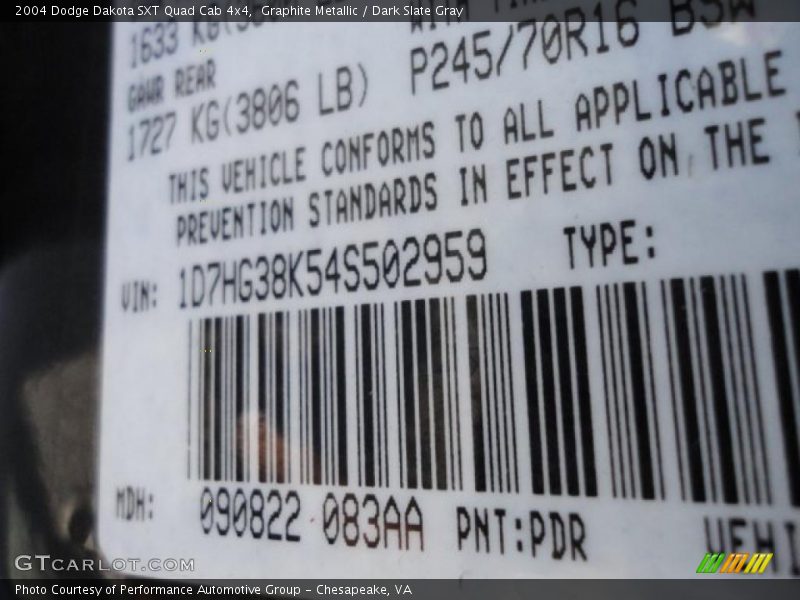 2004 Dodge Dakota SXT Quad Cab 4x4, Graphite Metallic / Dark Slate Gray
1633 KG
GAWR REAR
P245/70R16 BSW
1727 KG(3806 LB)
THIS VEHICLE CONFORMS TO ALL APPLICABLE
PREVENTION STANDARDS IN EFFECT ON THE
VIN: 1D7HG38K54S502959 TYPE:
MDH: 090822 083AA PNT:PDR VEHI
GTCARLOT.COM
Photo Courtesy of Performance Automotive Group - Chesapeake, VA